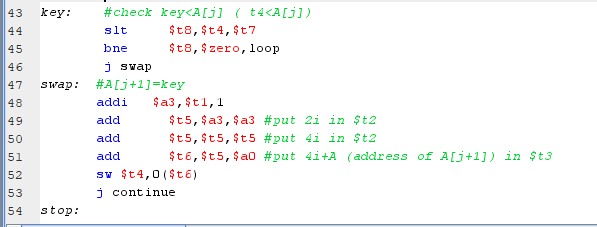 43 key: #check key<A[j] ( t4<A[j])
44 slt $t8,$t4,$t7
45 bne $t8,$zero,loop
46 j swap
47 swap: #A[j+1]=key
48 addi $a3,$t1,1
49 add $t5,$a3,$a3 #put 2i in $t2
50 add $t5,$t5,$t5 #put 4i in $t2
51 add $t6,$t5,$a0 #put 4i+A (address of A[j+1]) in $t3
52 sw $t4,0($t6)
53 j continue
54 stop: